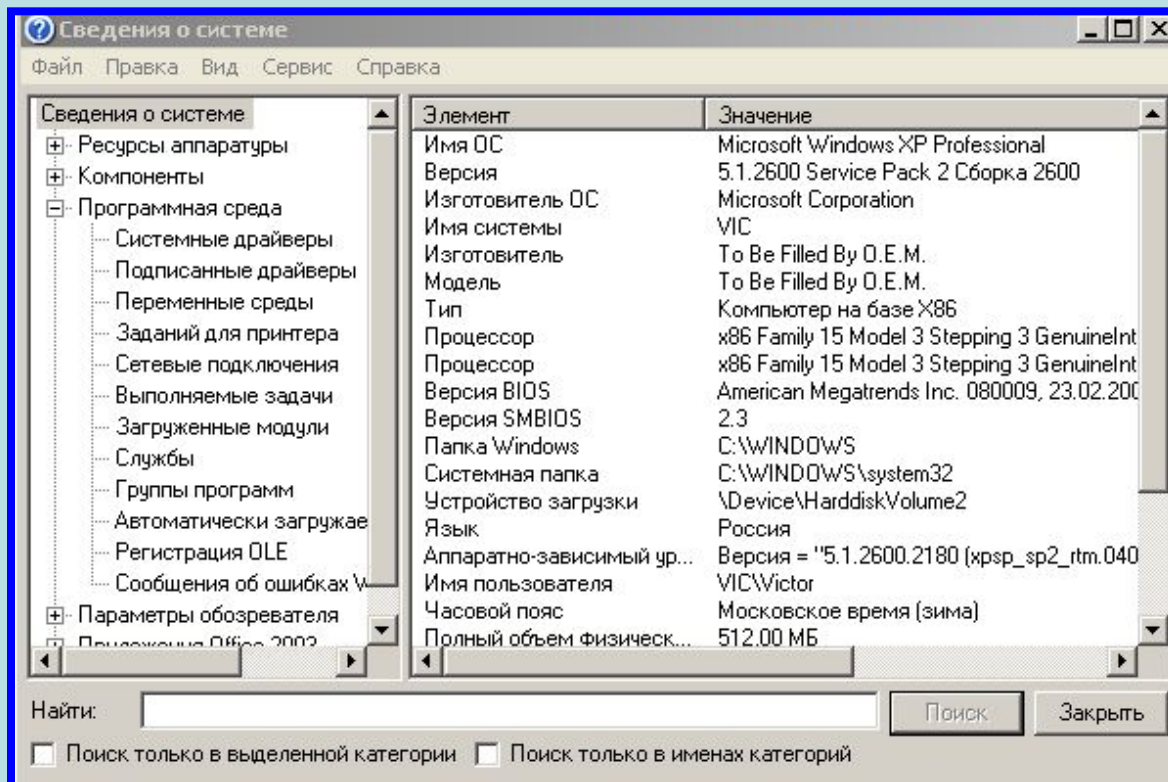 Сведения о системе
Файл Правка Вид Сервис Справка
Сведения о системе
Ресурсы аппаратуры
Компоненты
Программная среда
Системные драйверы
Подписанные драйверы
Переменные среды
Заданий для принтера
Сетевые подключения
Выполняемые задачи
Загруженные модули
Службы
Группы программ
Автоматически загружае
Регистрация OLE
Сообщения об ошибках W
Параметры обозревателя
Приложения Office 2003
Элемент Значение
Имя ОС Microsoft Windows XP Professional
Версия 5.1.2600 Service Pack 2 Сборка 2600
Изготовитель ОС Microsoft Corporation
Имя системы VIC
Изготовитель To Be Filled By O.E.M.
Модель To Be Filled By O.E.M.
Тип Компьютер на базе X86
Процессор x86 Family 15 Model 3 Stepping 3 GenuineInt
Процессор x86 Family 15 Model 3 Stepping 3 GenuineInt
Версия BIOS American Megatrends Inc. 080009, 23.02.200
Версия SMBIOS 2.3
Папка Windows C:\WINDOWS
Системная папка C:\WINDOWS\system32
Устройство загрузки \Device\HarddiskVolume2
Язык Россия
Аппаратно-зависимый ур... Версия = "5.1.2600.2180 (xpsp_sp2_rtm.040
Имя пользователя VIC\Victor
Часовой пояс Московское время (зима)
Полный объем физическ... 512,00 МБ
Найти: Поиск Закрыть
Поиск только в выделенной категории Поиск только в именах категорий